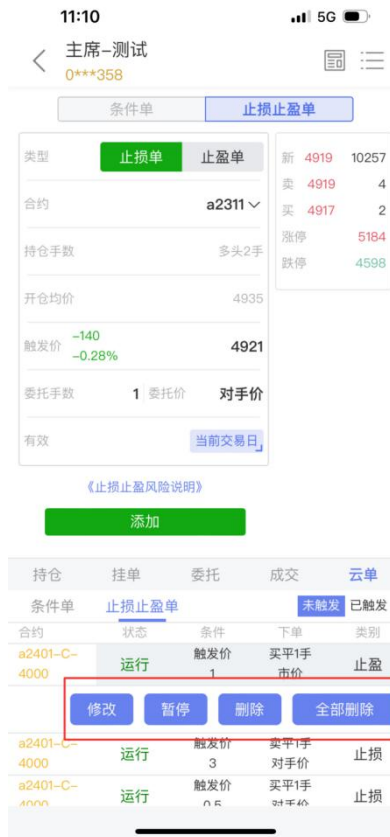 11:10 5G
主席-测试
0***358
条件单 止损止盈单
类型 止损单 止盈单
新 4919 10257
卖 4919 4
合约 a2311
买 4917 2
涨停 5184
持仓手数 多头2手
跌停 4598
开仓均价 4935
触发价 -140 4921
-0.28%
委托手数 1 委托价 对手价
有效 当前交易日
《止损止盈风险说明》
添加
持仓 挂单 委托 成交 云单
条件单 止损止盈单 未触发 已触发
合约 状态 条件 下单 类别
a2401-C- 运行 触发价 买平1手 止盈
4000 1 市价
修改 暂停 删除 全部删除
a2401-C- 运行 触发价 卖平1手 止损
4000 3 对手价
a2401-C- 运行 触发价 买平1手 止损
4000 0.5 对手价